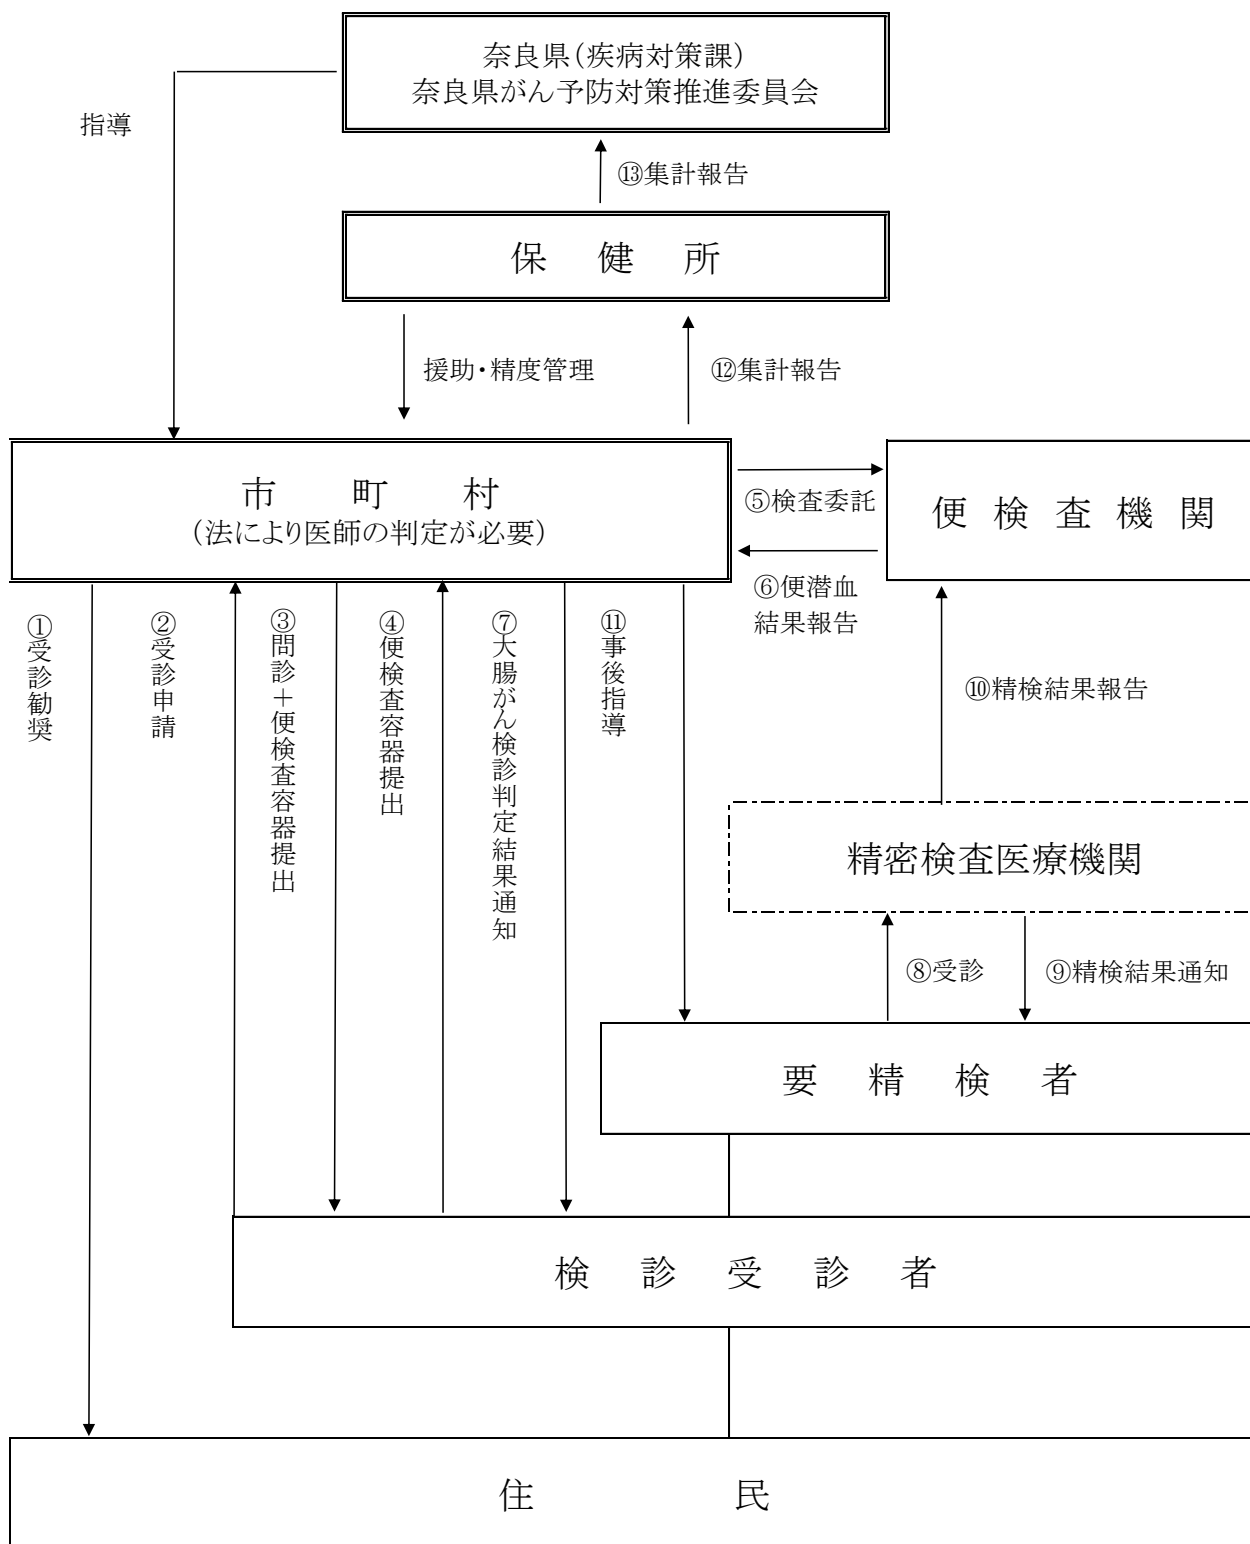 奈良県(疾病対策課)
奈良県がん予防対策推進委員会
指導
⑬集計報告
保健所
援助・精度管理
⑫集計報告
市町村
(法により医師の判定が必要)
⑤検査委託
便検査機関
⑥便潜血
結果報告
①受診勧奨
②受診申請
③問診＋便検査容器提出
④便検査容器提出
⑦大腸がん検診判定結果通知
⑪事後指導
⑩精検結果報告
精密検査医療機関
⑧受診
⑨精検結果通知
要精検者
検診受診者
住民